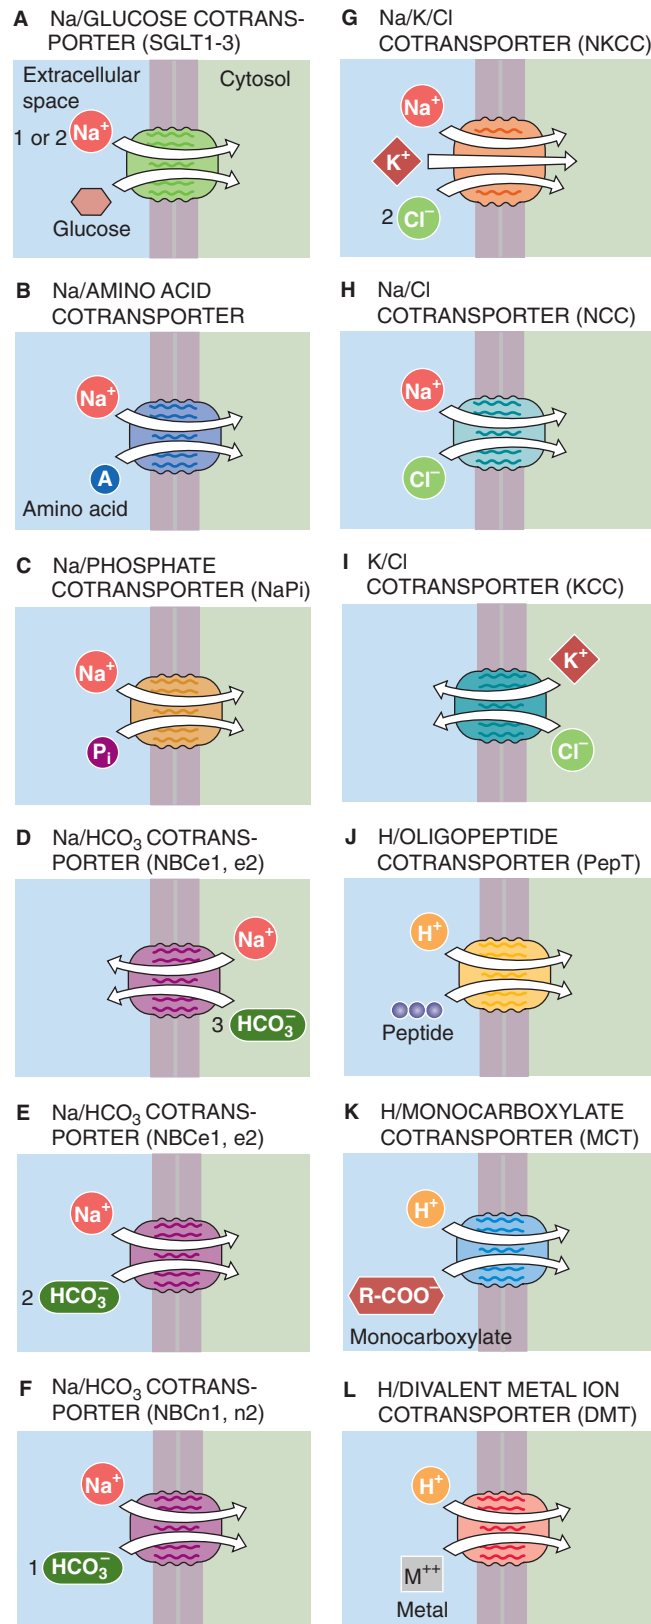 A Na/GLUCOSE COTRANS-
PORTER (SGLT1-3)
Extracellular
space
Cytosol
1 or 2 Na⁺
Glucose
B Na/AMINO ACID
COTRANSPORTER
Na⁺
A
Amino acid
C Na/PHOSPHATE
COTRANSPORTER (NaPi)
Na⁺
Pᵢ
D Na/HCO₃ COTRANS-
PORTER (NBCe1, e2)
Na⁺
3 HCO₃⁻
E Na/HCO₃ COTRANS-
PORTER (NBCe1, e2)
Na⁺
2 HCO₃⁻
F Na/HCO₃ COTRANS-
PORTER (NBCn1, n2)
Na⁺
1 HCO₃⁻
G Na/K/Cl
COTRANSPORTER (NKCC)
Na⁺
K⁺
2 Cl⁻
H Na/Cl
COTRANSPORTER (NCC)
Na⁺
Cl⁻
I K/Cl
COTRANSPORTER (KCC)
K⁺
Cl⁻
J H/OLIGOPEPTIDE
COTRANSPORTER (PepT)
H⁺
Peptide
K H/MONOCARBOXYLATE
COTRANSPORTER (MCT)
H⁺
R-COO⁻
Monocarboxylate
L H/DIVALENT METAL ION
COTRANSPORTER (DMT)
H⁺
M⁺⁺
Metal